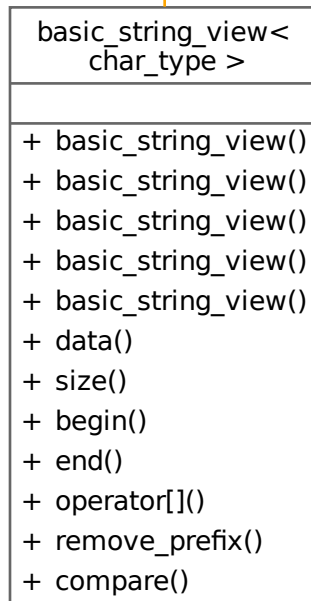 basic_string_view<
char_type >
+ basic_string_view()
+ basic_string_view()
+ basic_string_view()
+ basic_string_view()
+ basic_string_view()
+ data()
+ size()
+ begin()
+ end()
+ operator[]()
+ remove_prefix()
+ compare()